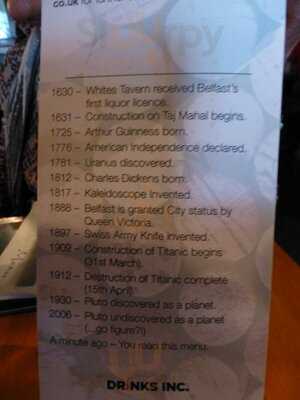 co.uk for
1630 – Whites Tavern received Belfast's
first liquor licence.
1631 – Construction on Taj Mahal begins.
1725 – Arthur Guinness born.
1776 – American Independence declared.
1781 – Uranus discovered.
1812 – Charles Dickens born.
1817 – Kaleidoscope Invented.
1888 – Belfast is granted City status by
Queen Victoria.
1897 – Swiss Army Knife invented.
1909 – Construction of Titanic begins
(31st March).
1912 – Destruction of Titanic complete
(15th April).
1930 – Pluto discovered as a planet.
2006 – Pluto undiscovered as a planet
(...go figure?!)
A minute ago – You read this menu.
DRiNKS INC.